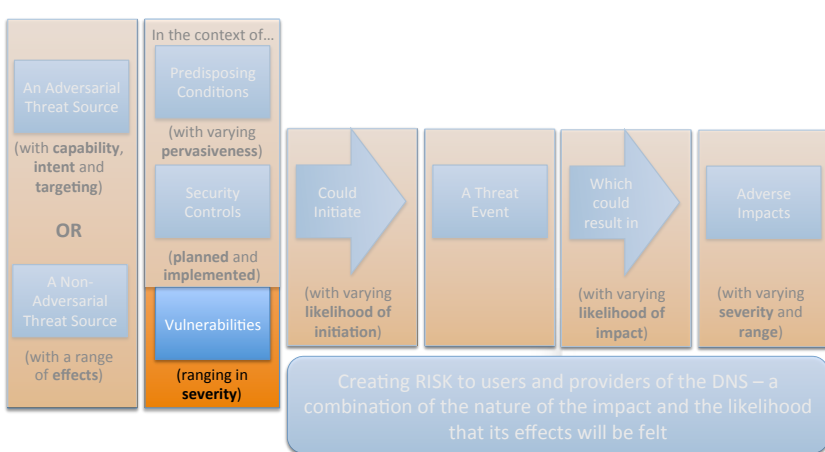 An Adversarial
Threat Source
(with capability,
intent and
targeting)
OR
A Non-
Adversarial
Threat Source
(with a range
of effects)
In the context of...
Predisposing
Conditions
(with varying
pervasiveness)
Security
Controls
(planned and
implemented)
Vulnerabilities
(ranging in
severity)
Could
Initiate
(with varying
likelihood of
initiation)
A Threat
Event
Which
could
result in
(with varying
likelihood of
impact)
Adverse
Impacts
(with varying
severity and
range)
Creating RISK to users and providers of the DNS – a
combination of the nature of the impact and the likelihood
that its effects will be felt